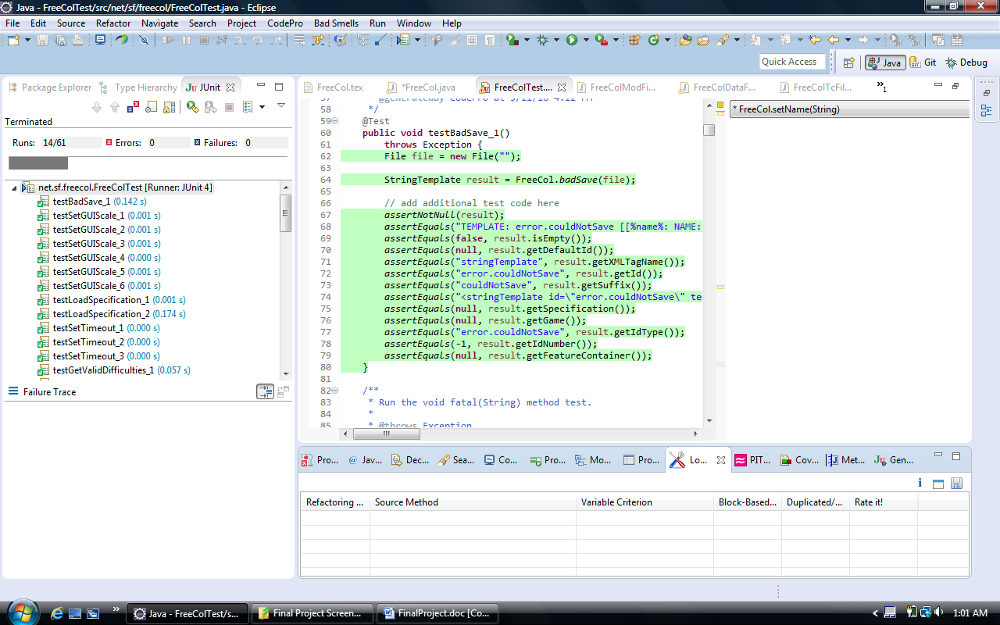 Java - FreeColTest/src/net/sf/freecol/FreeColTest.java - Eclipse
File Edit Source Refactor Navigate Search Project CodePro Bad Smells Run Window Help
Quick Access Java Git Debug
Package Explorer Type Hierarchy JUnit
Terminated
Runs: 14/61 Errors: 0 Failures: 0
net.sf.freecol.FreeColTest [Runner: JUnit 4]
testBadSave_1 (0.142 s)
testSetGUIScale_1 (0.001 s)
testSetGUIScale_2 (0.001 s)
testSetGUIScale_3 (0.001 s)
testSetGUIScale_4 (0.000 s)
testSetGUIScale_5 (0.001 s)
testSetGUIScale_6 (0.001 s)
testLoadSpecification_1 (0.001 s)
testLoadSpecification_2 (0.174 s)
testSetTimeout_1 (0.000 s)
testSetTimeout_2 (0.000 s)
testSetTimeout_3 (0.000 s)
testGetValidDifficulties_1 (0.057 s)
Failure Trace
FreeCol.tex *FreeCol.java FreeColTest.... FreeColModFi... FreeColDataF... FreeColTcFil... »1
58 */
59 @Test
60 public void testBadSave_1()
61 throws Exception {
62 File file = new File("");
63
64 StringTemplate result = FreeCol.badSave(file);
65
66 // add additional test code here
67 assertNotNull(result);
68 assertEquals("TEMPLATE: error.couldNotSave [[%name%: NAME:
69 assertEquals(false, result.isEmpty());
70 assertEquals(null, result.getDefaultId());
71 assertEquals("stringTemplate", result.getXMLTagName());
72 assertEquals("error.couldNotSave", result.getId());
73 assertEquals("couldNotSave", result.getSuffix());
74 assertEquals("<stringTemplate id=\"error.couldNotSave\" te
75 assertEquals(null, result.getSpecification());
76 assertEquals(null, result.getGame());
77 assertEquals("error.couldNotSave", result.getIdType());
78 assertEquals(-1, result.getIdNumber());
79 assertEquals(null, result.getFeatureContainer());
80 }
81
82 /**
83 * Run the void fatal(String) method test.
84 *
85 * @throws Exception
* FreeCol.setName(String)
Pro... Jav... Dec... Sea... Co... Pro... Mo... Pro... Lo... PIT... Cov... Met... Gen...
Refactoring ... Source Method Variable Criterion Block-Based... Duplicated/... Rate it!
» Java - FreeColTest/s... Final Project Screen... FinalProject.doc [Co... 1:01 AM